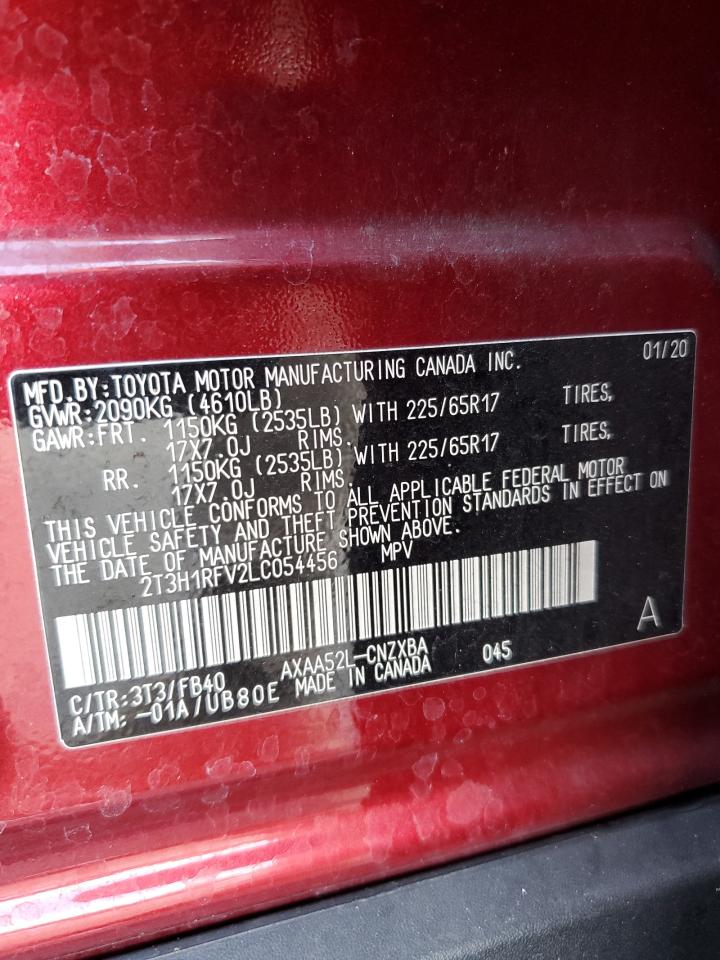 01/20
MFD.BY:TOYOTA MOTOR MANUFACTURING CANADA INC.
GVWR:2090KG (4610LB)
GAWR:FRT. 1150KG (2535LB) WITH 225/65R17 TIRES,
17X7.0J RIMS.
RR. 1150KG (2535LB) WITH 225/65R17 TIRES,
17X7.0J RIMS.
THIS VEHICLE CONFORMS TO ALL APPLICABLE FEDERAL MOTOR
VEHICLE SAFETY AND THEFT PREVENTION STANDARDS IN EFFECT ON
THE DATE OF MANUFACTURE SHOWN ABOVE.
2T3H1RFV2LC054456 MPV
A
AXAA52L-CNZXBA 045
C/TR:3T3/FB40 MADE IN CANADA
A/TM: -01A/UB80E